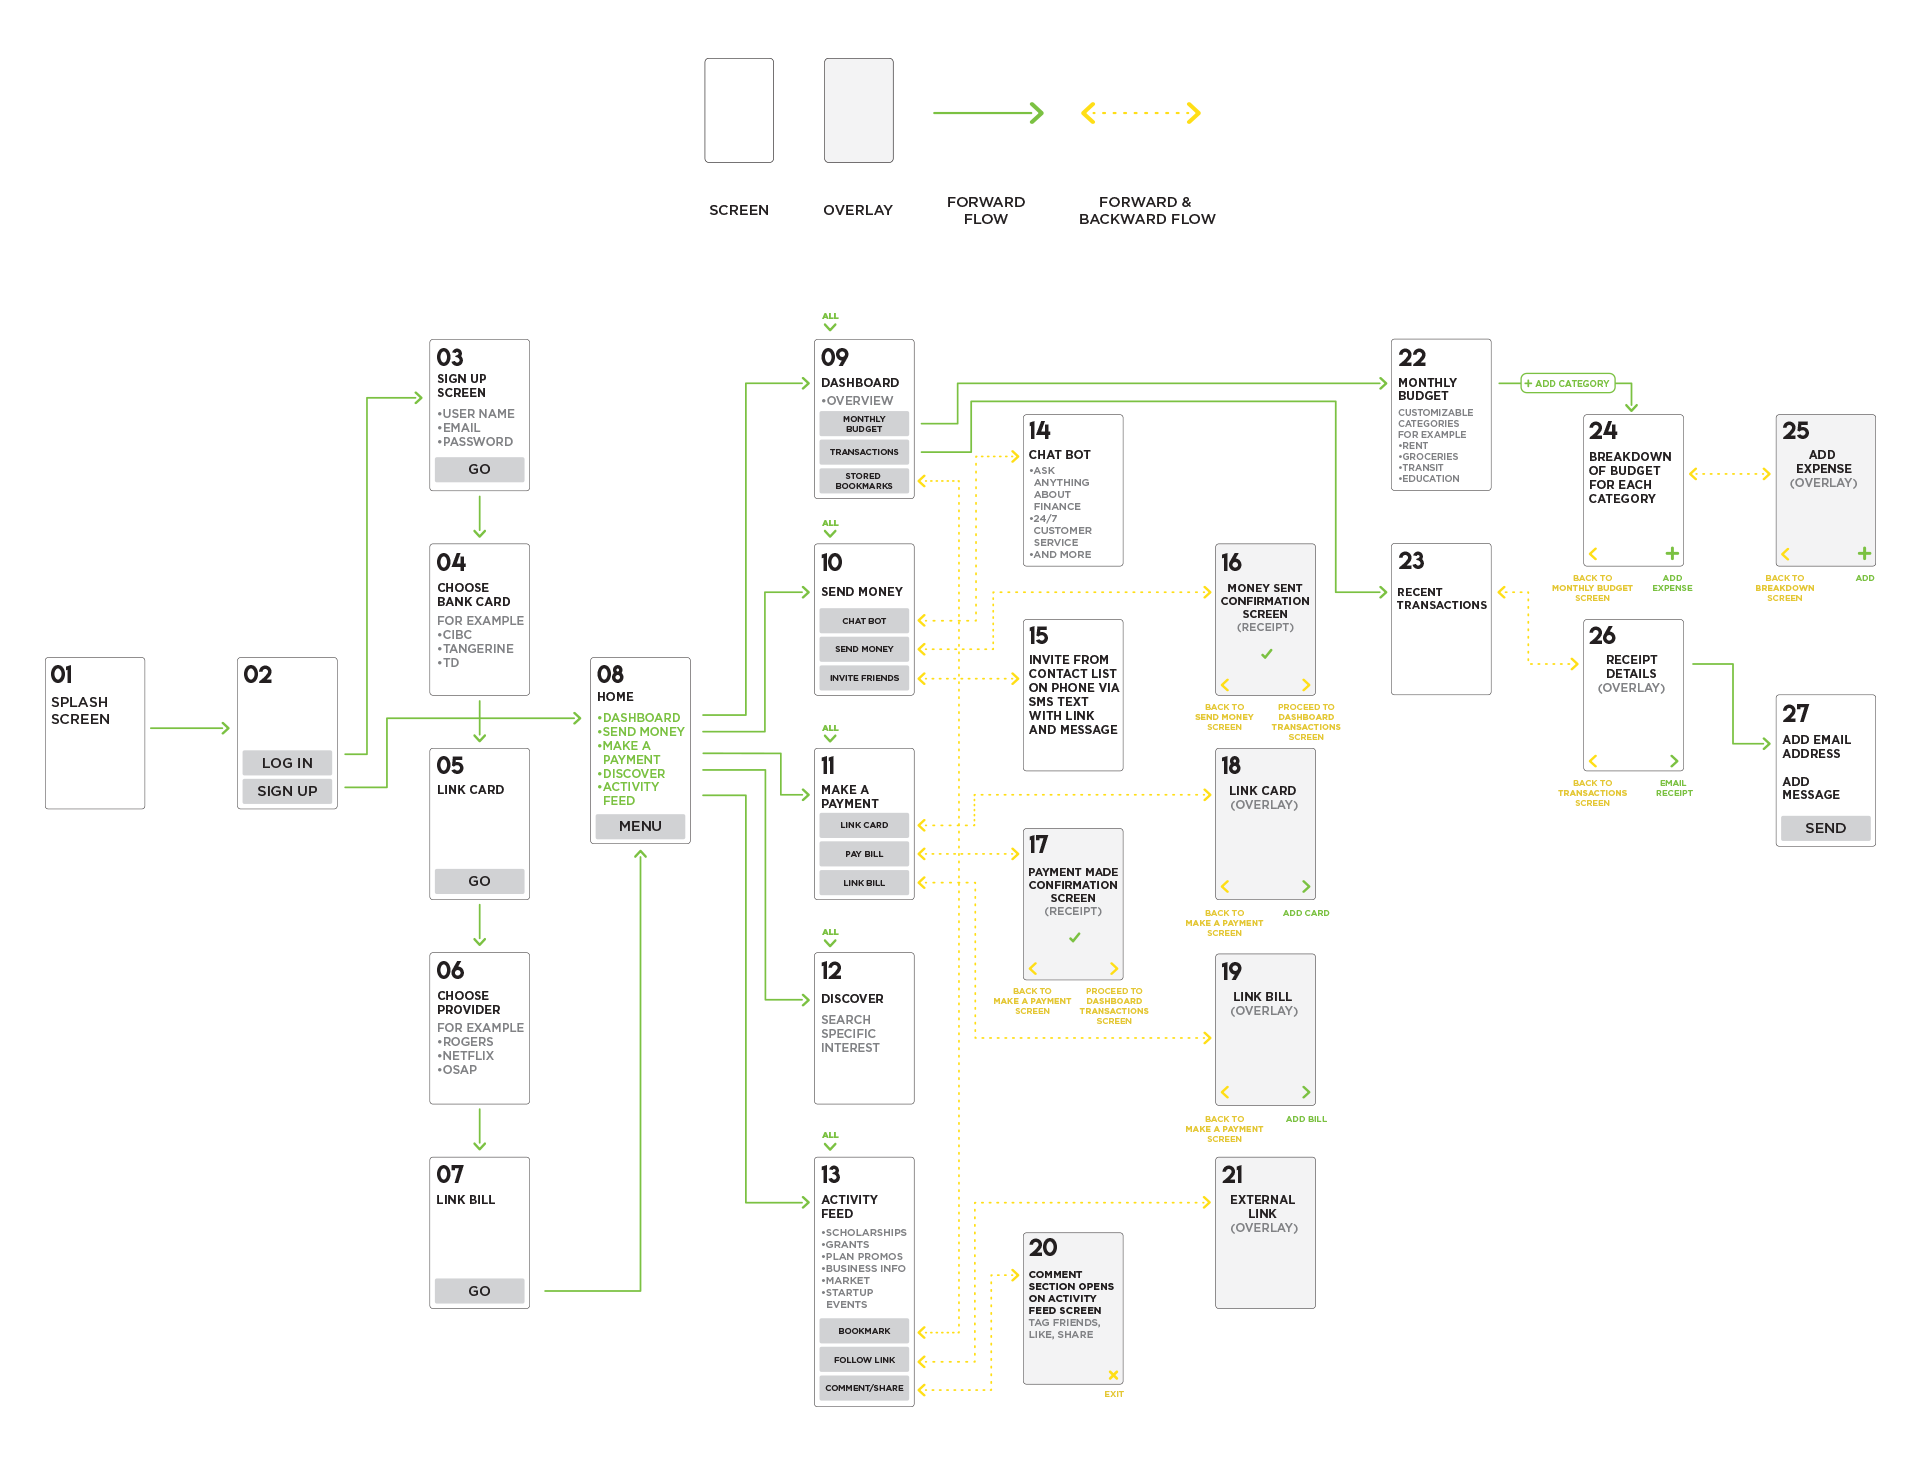 SCREEN
OVERLAY
FORWARD
FLOW
FORWARD &
BACKWARD FLOW
01
SPLASH
SCREEN
02
LOG IN
SIGN UP
03
SIGN UP
SCREEN
•USER NAME
•EMAIL
•PASSWORD
GO
04
CHOOSE
BANK CARD
FOR EXAMPLE
•CIBC
•TANGERINE
•TD
05
LINK CARD
GO
06
CHOOSE
PROVIDER
FOR EXAMPLE
•ROGERS
•NETFLIX
•OSAP
07
LINK BILL
GO
08
HOME
•DASHBOARD
•SEND MONEY
•MAKE A
PAYMENT
•DISCOVER
•ACTIVITY
FEED
MENU
ALL
09
DASHBOARD
•OVERVIEW
MONTHLY
BUDGET
TRANSACTIONS
STORED
BOOKMARKS
ALL
10
SEND MONEY
CHAT BOT
SEND MONEY
INVITE FRIENDS
ALL
11
MAKE A
PAYMENT
LINK CARD
PAY BILL
LINK BILL
ALL
12
DISCOVER
SEARCH
SPECIFIC
INTEREST
ALL
13
ACTIVITY
FEED
•SCHOLARSHIPS
•GRANTS
•PLAN PROMOS
•BUSINESS INFO
•MARKET
•STARTUP
EVENTS
BOOKMARK
FOLLOW LINK
COMMENT/SHARE
14
CHAT BOT
•ASK
ANYTHING
ABOUT
FINANCE
•24/7
CUSTOMER
SERVICE
•AND MORE
15
INVITE FROM
CONTACT LIST
ON PHONE VIA
SMS TEXT
WITH LINK
AND MESSAGE
16
MONEY SENT
CONFIRMATION
SCREEN
(RECEIPT)
BACK TO
SEND MONEY
SCREEN
PROCEED TO
DASHBOARD
TRANSACTIONS
SCREEN
17
PAYMENT MADE
CONFIRMATION
SCREEN
(RECEIPT)
BACK TO
MAKE A PAYMENT
SCREEN
PROCEED TO
DASHBOARD
TRANSACTIONS
SCREEN
18
LINK CARD
(OVERLAY)
BACK TO
MAKE A PAYMENT
SCREEN
ADD CARD
19
LINK BILL
(OVERLAY)
BACK TO
MAKE A PAYMENT
SCREEN
ADD BILL
20
COMMENT
SECTION OPENS
ON ACTIVITY
FEED SCREEN
TAG FRIENDS,
LIKE, SHARE
EXIT
21
EXTERNAL
LINK
(OVERLAY)
22
MONTHLY
BUDGET
CUSTOMIZABLE
CATEGORIES
FOR EXAMPLE
•RENT
•GROCERIES
•TRANSIT
•EDUCATION
+ ADD CATEGORY
23
RECENT
TRANSACTIONS
24
BREAKDOWN
OF BUDGET
FOR EACH
CATEGORY
BACK TO
MONTHLY BUDGET
SCREEN
ADD
EXPENSE
25
ADD
EXPENSE
(OVERLAY)
BACK TO
BREAKDOWN
SCREEN
ADD
26
RECEIPT
DETAILS
(OVERLAY)
BACK TO
TRANSACTIONS
SCREEN
EMAIL
RECEIPT
27
ADD EMAIL
ADDRESS
ADD
MESSAGE
SEND